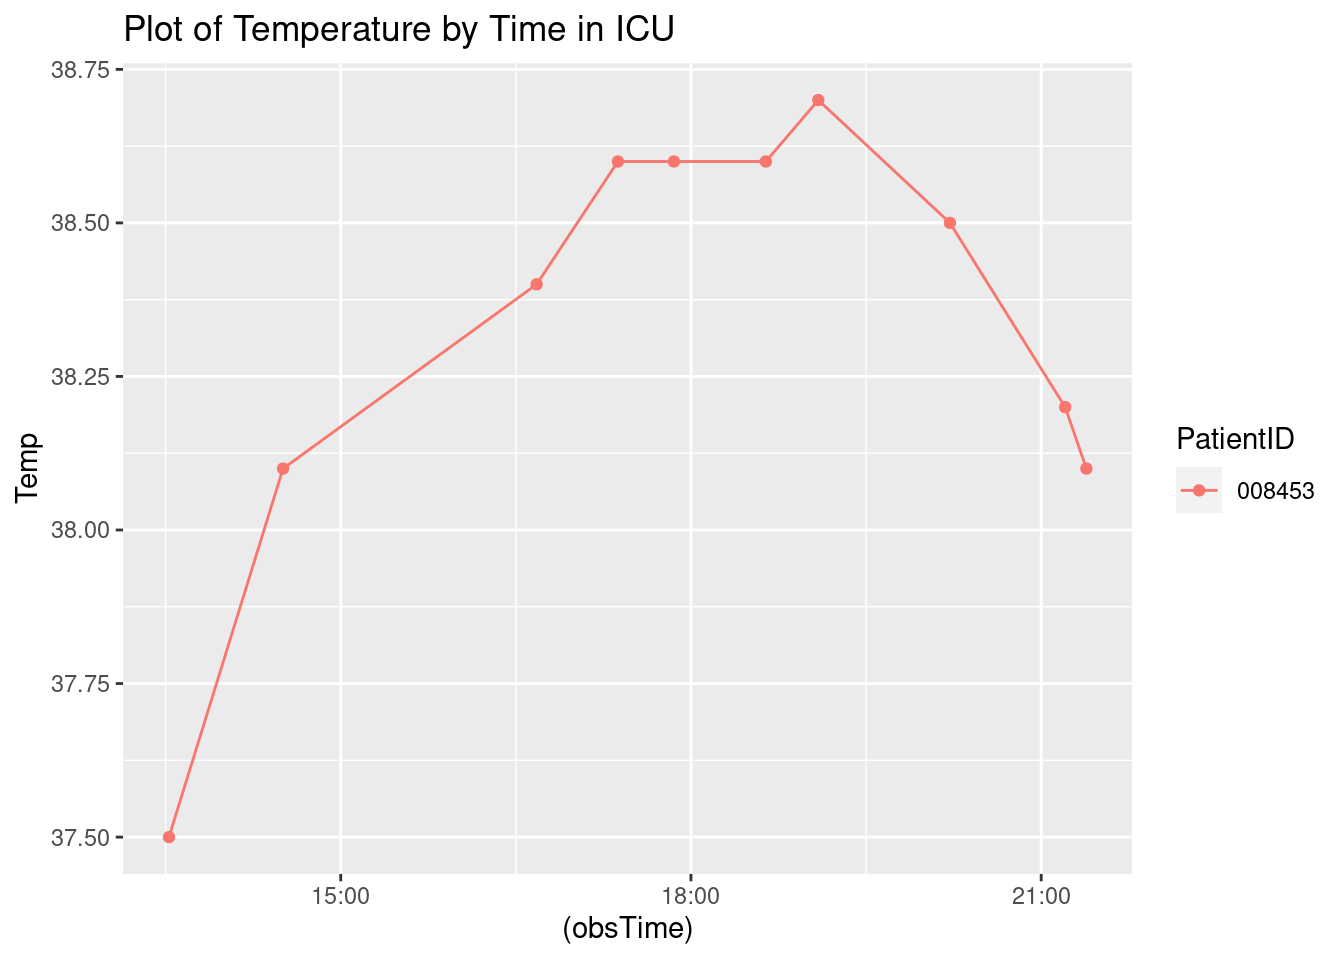 Plot of Temperature by Time in ICU
38.75
38.50
38.25
38.00
37.75
37.50
Temp
15:00
18:00
21:00
(obsTime)
PatientID
008453